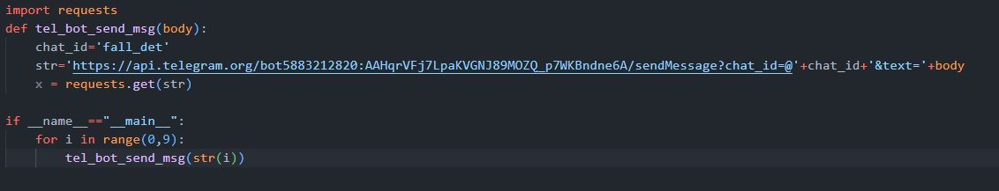 import requests
def tel_bot_send_msg(body):
    chat_id='fall_det'
    str='https://api.telegram.org/bot5883212820:AAHqrVFj7LpaKVGNJ89MOZQ_p7WKBndne6A/sendMessage?chat_id=@'+chat_id+'&text='+body
    x = requests.get(str)

if __name__=="__main__":
    for i in range(0,9):
        tel_bot_send_msg(str(i))